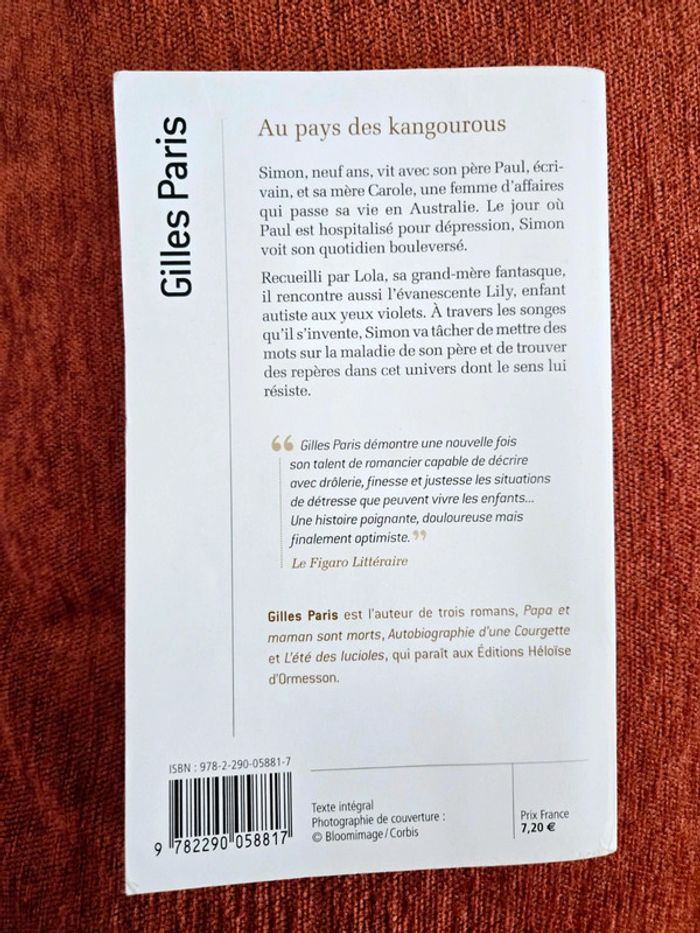 Gilles Paris
Au pays des kangourous
Simon, neuf ans, vit avec son père Paul, écri-
vain, et sa mère Carole, une femme d'affaires
qui passe sa vie en Australie. Le jour où
Paul est hospitalisé pour dépression, Simon
voit son quotidien bouleversé.
Recueilli par Lola, sa grand-mère fantasque,
il rencontre aussi l'évanescente Lily, enfant
autiste aux yeux violets. À travers les songes
qu'il s'invente, Simon va tâcher de mettre des
mots sur la maladie de son père et de trouver
des repères dans cet univers dont le sens lui
résiste.
“ Gilles Paris démontre une nouvelle fois
son talent de romancier capable de décrire
avec drôlerie, finesse et justesse les situations
de détresse que peuvent vivre les enfants...
Une histoire poignante, douloureuse mais
finalement optimiste. ”
Le Figaro Littéraire
Gilles Paris est l'auteur de trois romans, Papa et
maman sont morts, Autobiographie d'une Courgette
et L'été des lucioles, qui paraît aux Éditions Héloïse
d'Ormesson.
ISBN : 978-2-290-05881-7
9 782290 058817
Texte intégral
Photographie de couverture :
© Bloomimage / Corbis
Prix France
7,20 €